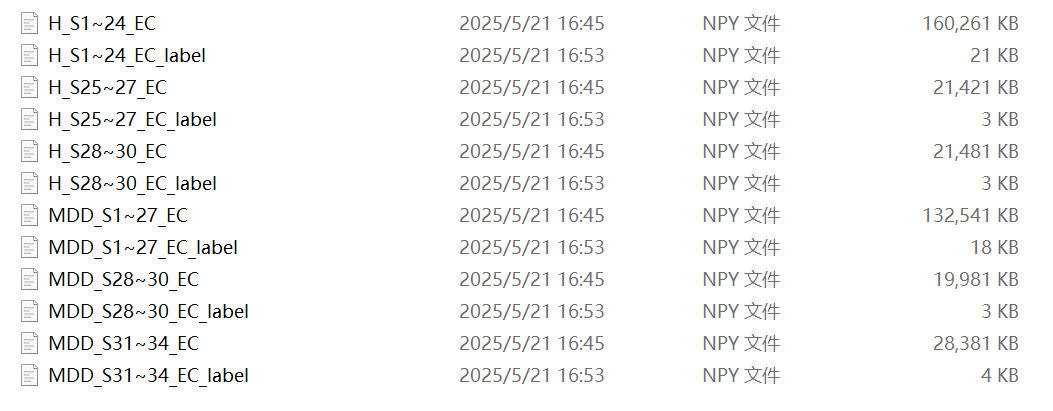 H_S1~24_EC 2025/5/21 16:45 NPY 文件 160,261 KB
H_S1~24_EC_label 2025/5/21 16:53 NPY 文件 21 KB
H_S25~27_EC 2025/5/21 16:45 NPY 文件 21,421 KB
H_S25~27_EC_label 2025/5/21 16:53 NPY 文件 3 KB
H_S28~30_EC 2025/5/21 16:45 NPY 文件 21,481 KB
H_S28~30_EC_label 2025/5/21 16:53 NPY 文件 3 KB
MDD_S1~27_EC 2025/5/21 16:45 NPY 文件 132,541 KB
MDD_S1~27_EC_label 2025/5/21 16:53 NPY 文件 18 KB
MDD_S28~30_EC 2025/5/21 16:45 NPY 文件 19,981 KB
MDD_S28~30_EC_label 2025/5/21 16:53 NPY 文件 3 KB
MDD_S31~34_EC 2025/5/21 16:45 NPY 文件 28,381 KB
MDD_S31~34_EC_label 2025/5/21 16:53 NPY 文件 4 KB